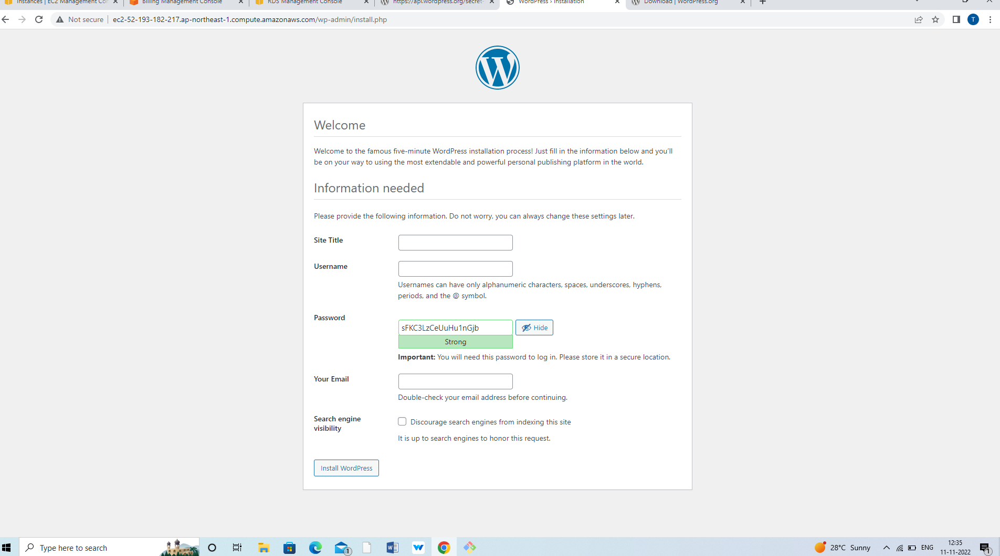 Instances | EC2 Management Con
Billing Management Console
RDS Management Console
https://api.wordpress.org/secret-
WordPress › Installation
Download | WordPress.org
Not secure
ec2-52-193-182-217.ap-northeast-1.compute.amazonaws.com/wp-admin/install.php
T
Welcome
Welcome to the famous five-minute WordPress installation process! Just fill in the information below and you'll
be on your way to using the most extendable and powerful personal publishing platform in the world.
Information needed
Please provide the following information. Do not worry, you can always change these settings later.
Site Title
Username
Usernames can have only alphanumeric characters, spaces, underscores, hyphens,
periods, and the @ symbol.
Password
sFKC3LzCeUuHu1nGjb
Hide
Strong
Important: You will need this password to log in. Please store it in a secure location.
Your Email
Double-check your email address before continuing.
Search engine
visibility
Discourage search engines from indexing this site
It is up to search engines to honor this request.
Install WordPress
Type here to search
1
28°C Sunny
ENG
12:35
11-11-2022
1